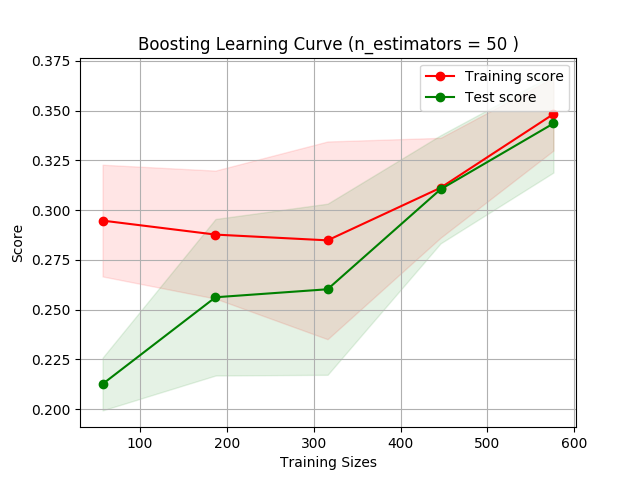 Boosting Learning Curve (n_estimators = 50 )
Training score
Test score
0.375
0.350
0.325
0.300
0.275
0.250
0.225
0.200
Score
100 200 300 400 500 600
Training Sizes